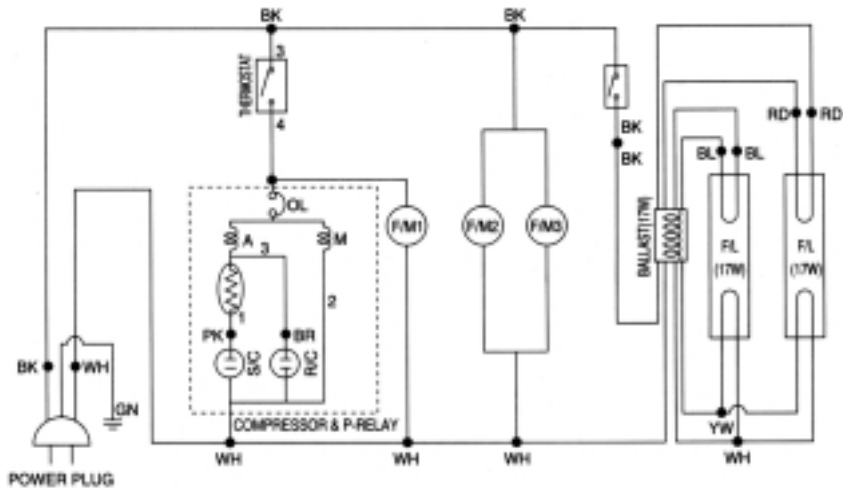 BK
BK
3
THERMOSTAT
4
BK
BK
RD
RD
BL
BL
OL
A
3
M
F/M1
F/M2
F/M3
BALLAST(17W)
F/L
(17W)
F/L
(17W)
1
2
PK
BR
S/C
R/C
BK
WH
GN
COMPRESSOR & P-RELAY
YW
WH
WH
WH
WH
POWER PLUG